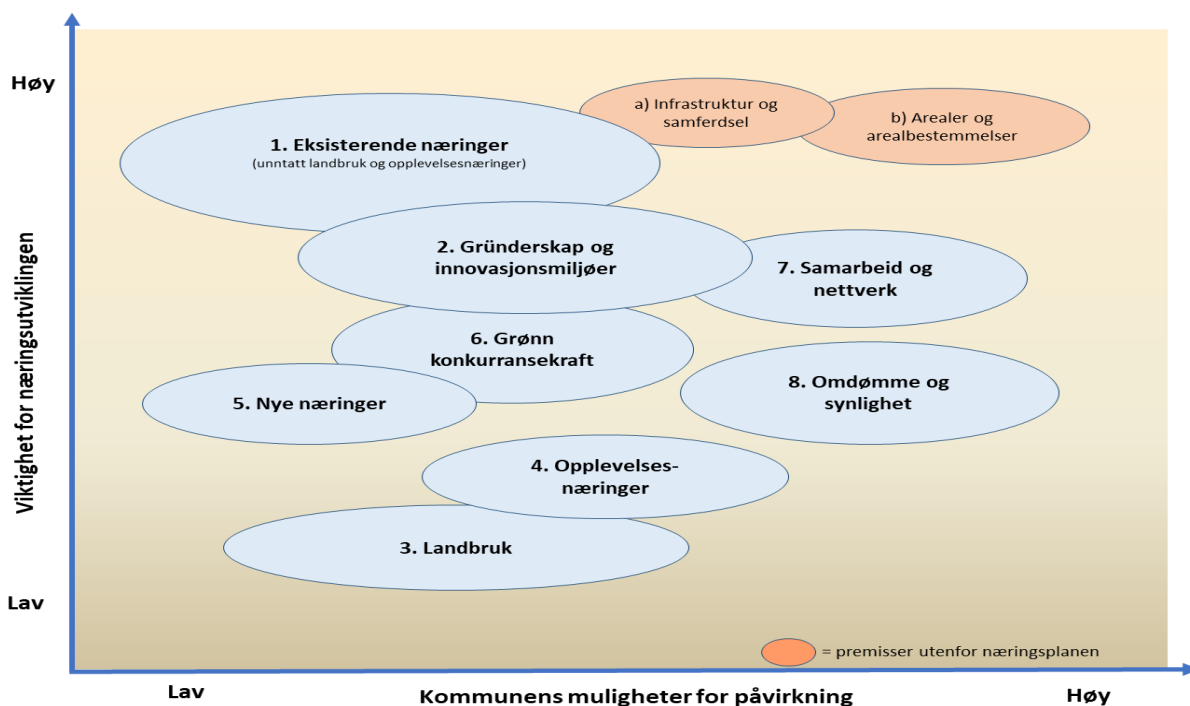 Høy
a) Infrastruktur og
samferdsel
b) Arealer og
arealbestemmelser
1. Eksisterende næringer
(unntatt landbruk og opplevelsesnæringer)
2. Gründerskap og
innovasjonsmiljøer
7. Samarbeid og
nettverk
6. Grønn
konkurransekraft
8. Omdømme og
synlighet
5. Nye næringer
4. Opplevelses-
næringer
3. Landbruk
Viktighet for næringsutviklingen
Lav
= premisser utenfor næringsplanen
Lav
Kommunens muligheter for påvirkning
Høy